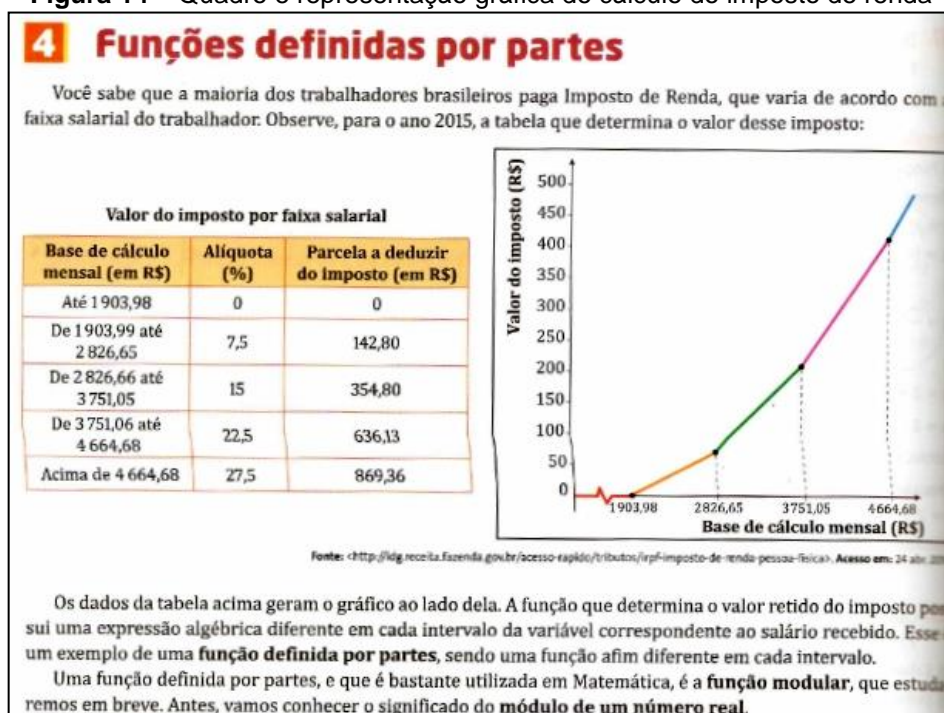 Figura 14 – Quadro e representação gráfica do cálculo do imposto de renda
4 Funções definidas por partes
Você sabe que a maioria dos trabalhadores brasileiros paga Imposto de Renda, que varia de acordo com
faixa salarial do trabalhador. Observe, para o ano 2015, a tabela que determina o valor desse imposto:
Valor do imposto por faixa salarial
Base de cálculo mensal (em R$) Alíquota (%) Parcela a deduzir do imposto (em R$)
Até 1 903,98 0 0
De 1 903,99 até 2 826,65 7,5 142,80
De 2 826,66 até 3 751,05 15 354,80
De 3 751,06 até 4 664,68 22,5 636,13
Acima de 4 664,68 27,5 869,36
Valor do imposto (R$)
500
450
400
350
300
250
200
150
100
50
0
1903,98 2826,65 3751,05 4664,68
Base de cálculo mensal (R$)
Fonte: <http://idg.receita.fazenda.gov.br/acesso-rapido/tributos/irpf-imposto-de-renda-pessoa-fisica>. Acesso em: 24 abr.
Os dados da tabela acima geram o gráfico ao lado dela. A função que determina o valor retido do imposto
sui uma expressão algébrica diferente em cada intervalo da variável correspondente ao salário recebido.
um exemplo de uma função definida por partes, sendo uma função afim diferente em cada intervalo.
Uma função definida por partes, e que é bastante utilizada em Matemática, é a função modular, que
remos em breve. Antes, vamos conhecer o significado do módulo de um número real.